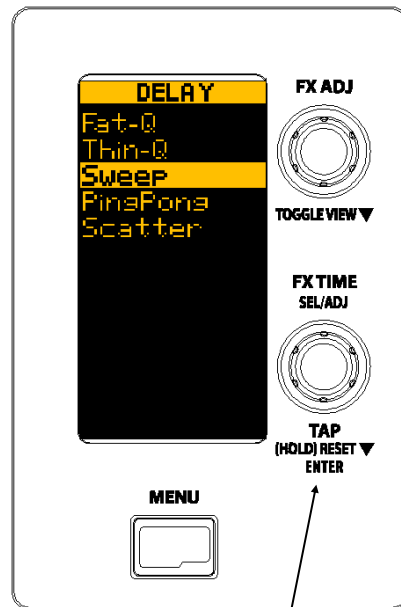 DELAY
Fat-Q
Thin-Q
Sweep
PingPong
Scatter
FX ADJ
TOGGLE VIEW▼
FX TIME
SEL/ADJ
TAP
(HOLD) RESET ▼
ENTER
MENU